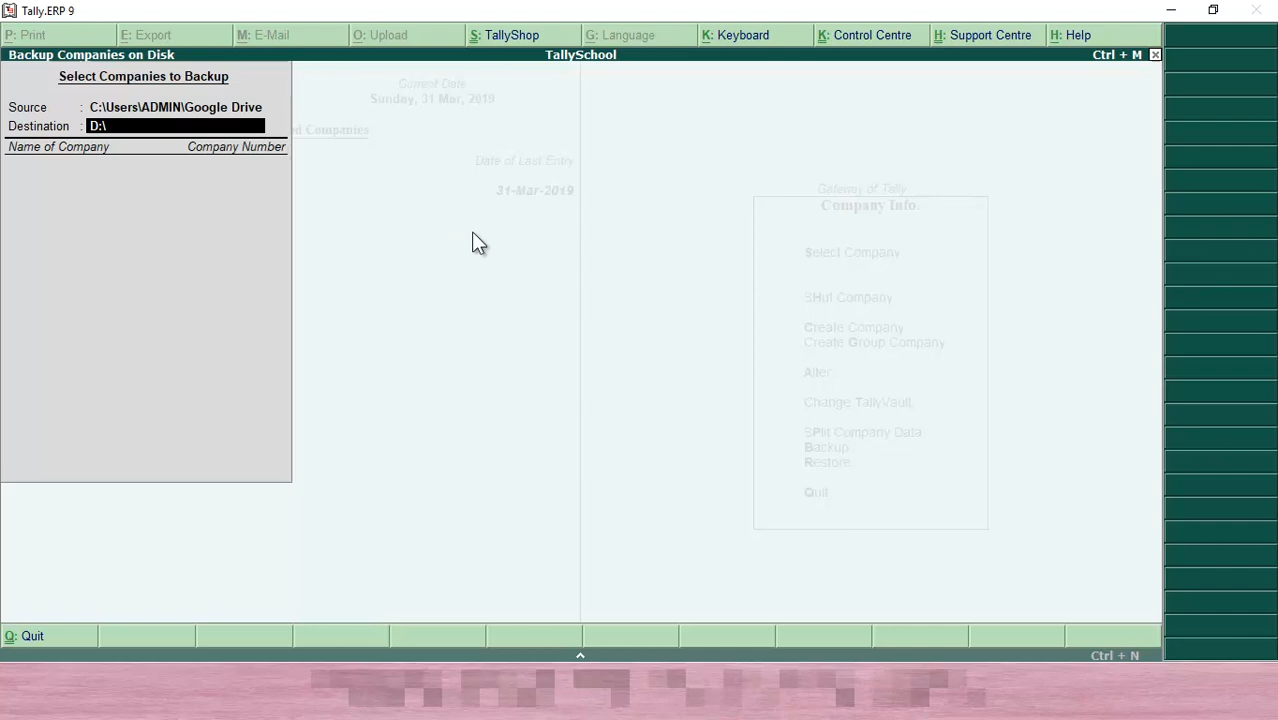 Tally.ERP 9
P: Print E: Export M: E-Mail O: Upload S: TallyShop G: Language K: Keyboard K: Control Centre H: Support Centre H: Help
Backup Companies on Disk TallySchool Ctrl + M
Select Companies to Backup
Source : C:\Users\ADMIN\Google Drive
Destination : D:\
Name of Company Company Number
Current Date
Sunday, 31 Mar, 2019
ed Companies
Date of Last Entry
31-Mar-2019
Gateway of Tally
Company Info.
Select Company
SHut Company
Create Company
Create Group Company
Alter
Change TallyVault
SPlit Company Data
Backup
Restore
Quit
Q: Quit
Ctrl + N